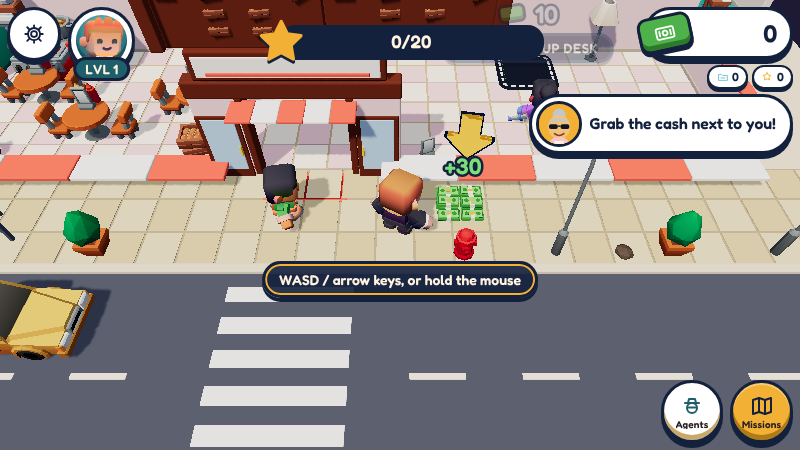 10
0/20
0
UP DESK
LVL 1
0
0
Grab the cash next to you!
+30
WASD / arrow keys, or hold the mouse
Agents
Missions